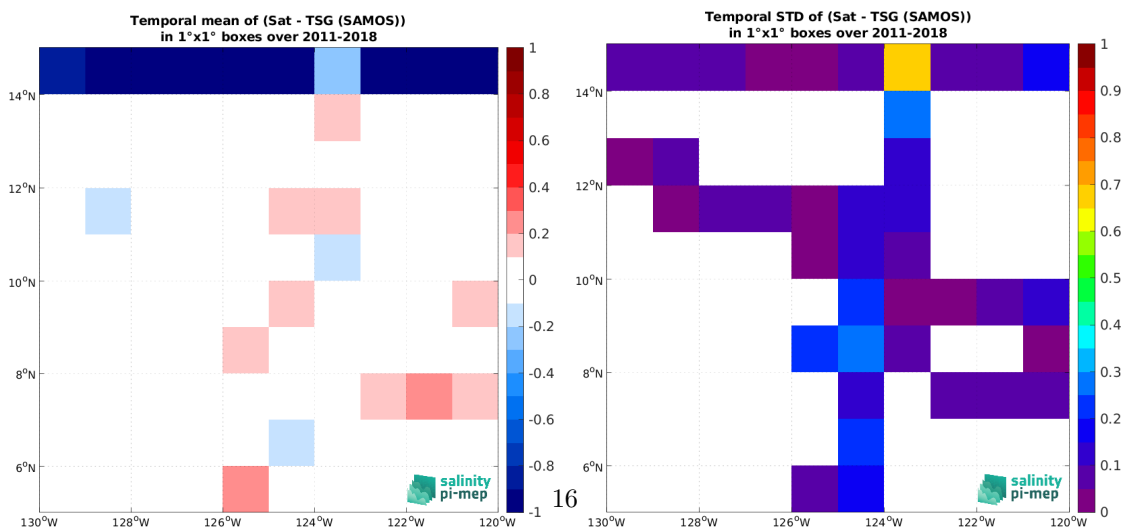 Temporal mean of (Sat - TSG (SAMOS))
in 1°x1° boxes over 2011-2018
14°N
12°N
10°N
8°N
6°N
130°W
128°W
126°W
124°W
122°W
120°W
1
0.8
0.6
0.4
0.2
0
-0.2
-0.4
-0.6
-0.8
-1
salinity
pi-mep
16
Temporal STD of (Sat - TSG (SAMOS))
in 1°x1° boxes over 2011-2018
14°N
12°N
10°N
8°N
6°N
130°W
128°W
126°W
124°W
122°W
120°W
1
0.9
0.8
0.7
0.6
0.5
0.4
0.3
0.2
0.1
0
salinity
pi-mep